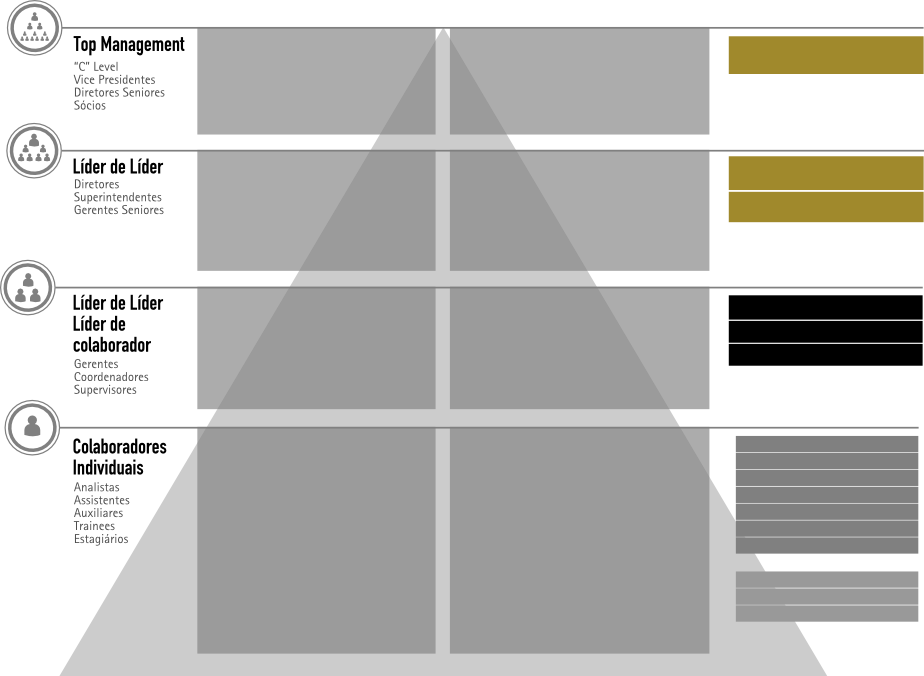 Top Management
"C" Level
Vice Presidentes
Diretores Seniores
Sócios
Líder de Líder
Diretores
Superintendentes
Gerentes Seniores
Líder de Líder
Líder de
colaborador
Gerentes
Coordenadores
Supervisores
Colaboradores
Individuais
Analistas
Assistentes
Auxiliares
Trainees
Estagiários